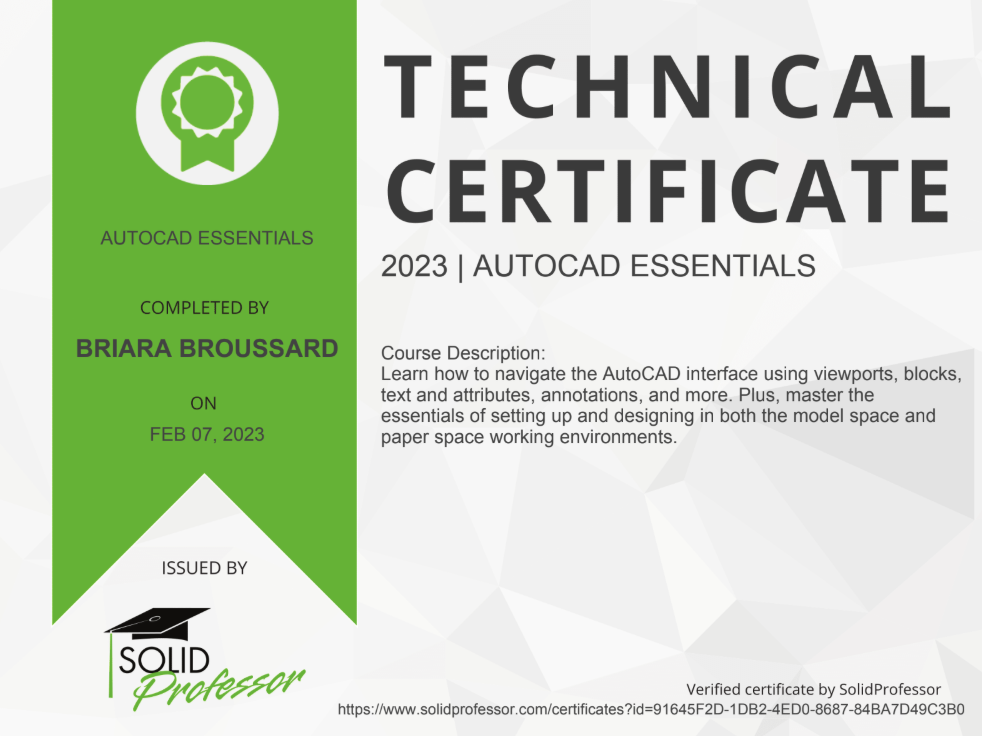 AUTOCAD ESSENTIALS
COMPLETED BY
BRIARA BROUSSARD
ON
FEB 07, 2023
ISSUED BY
SOLID
Professor
TECHNICAL
CERTIFICATE
2023 | AUTOCAD ESSENTIALS
Course Description:
Learn how to navigate the AutoCAD interface using viewports, blocks,
text and attributes, annotations, and more. Plus, master the
essentials of setting up and designing in both the model space and
paper space working environments.
Verified certificate by SolidProfessor
https://www.solidprofessor.com/certificates?id=91645F2D-1DB2-4ED0-8687-84BA7D49C3B0